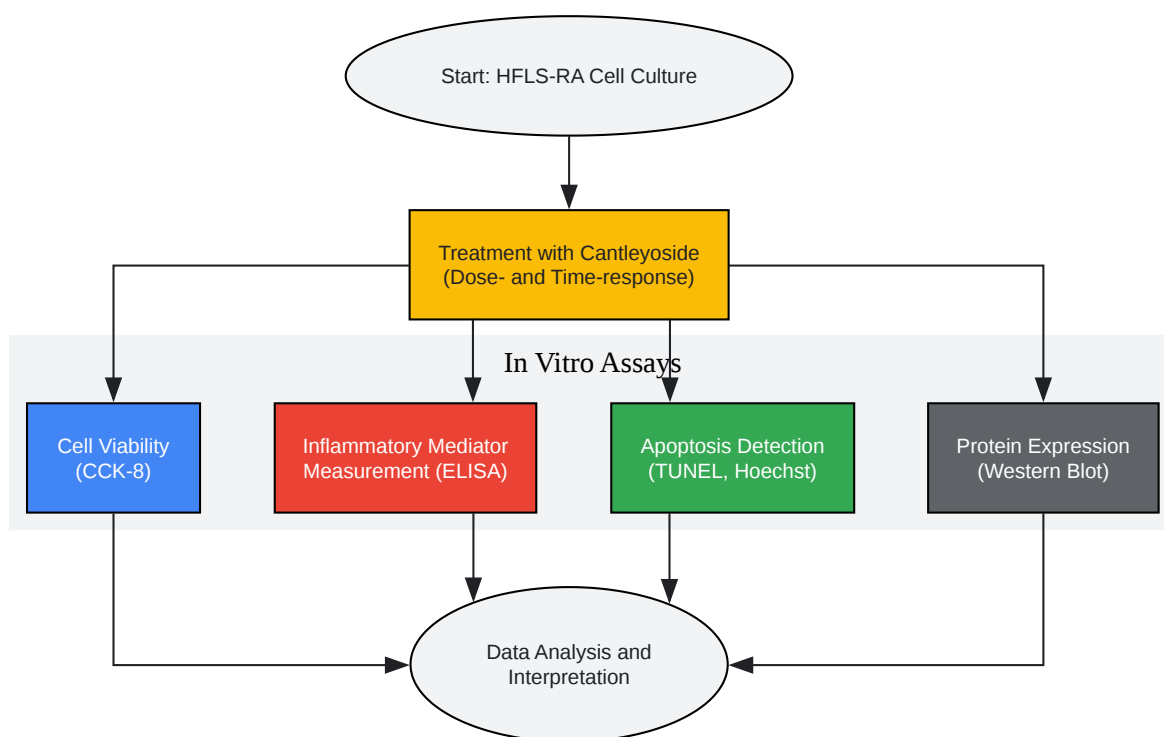 Start: HFLS-RA Cell Culture
Treatment with Cantleyoside
(Dose- and Time-response)
In Vitro Assays
Cell Viability
(CCK-8)
Inflammatory Mediator
Measurement (ELISA)
Apoptosis Detection
(TUNEL, Hoechst)
Protein Expression
(Western Blot)
Data Analysis and
Interpretation